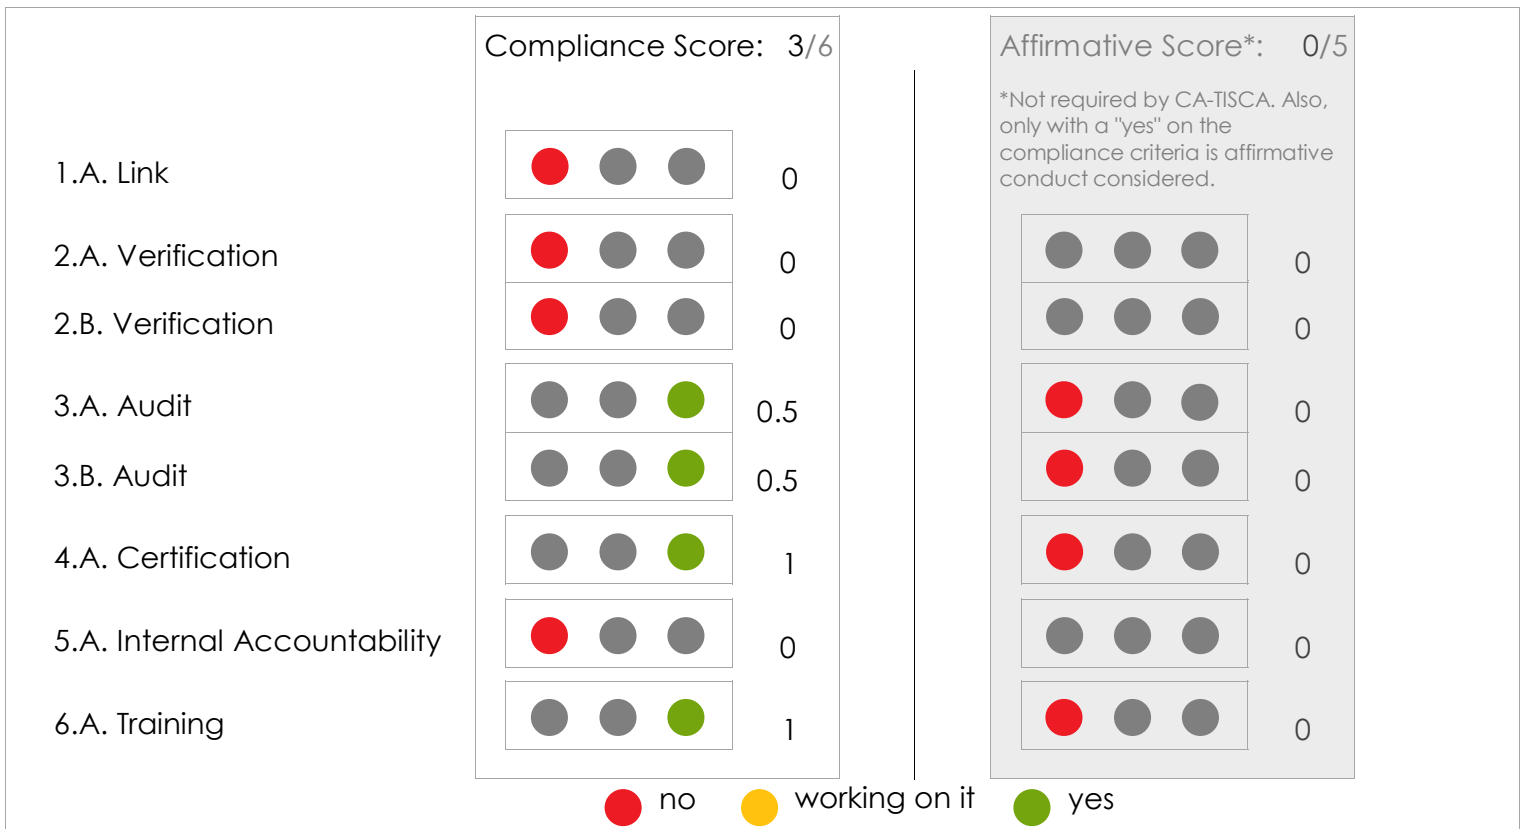 Compliance Score: 3/6
Affirmative Score*: 0/5
*Not required by CA-TISCA. Also,
only with a "yes" on the
compliance criteria is affirmative
conduct considered.
1.A. Link 0
2.A. Verification 0 0
2.B. Verification 0 0
3.A. Audit 0.5 0
3.B. Audit 0.5 0
4.A. Certification 1 0
5.A. Internal Accountability 0 0
6.A. Training 1 0
no working on it yes